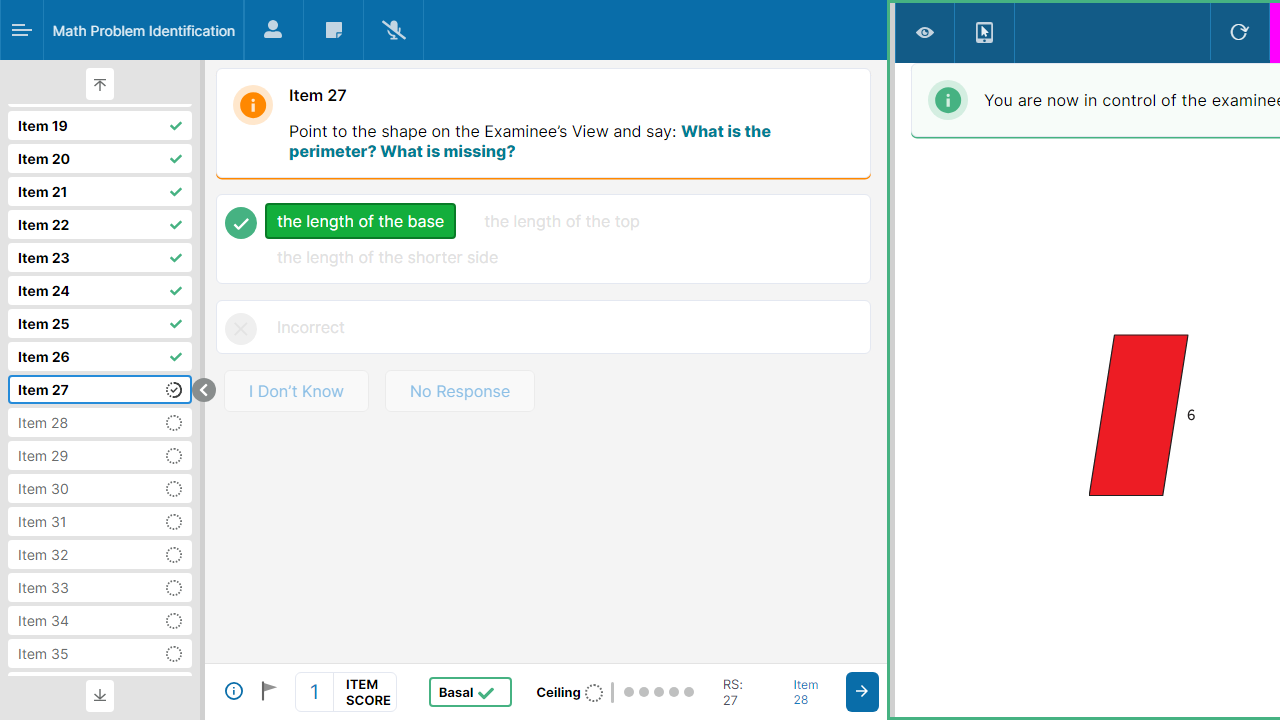 Math Problem Identification
Item 19
Item 20
Item 21
Item 22
Item 23
Item 24
Item 25
Item 26
Item 27
Item 28
Item 29
Item 30
Item 31
Item 32
Item 33
Item 34
Item 35
Item 27
Point to the shape on the Examinee’s View and say: What is the
perimeter? What is missing?
the length of the base
the length of the top
the length of the shorter side
Incorrect
I Don’t Know
No Response
1
ITEM
SCORE
Basal
Ceiling
RS:
27
Item
28
You are now in control of the examinee
6